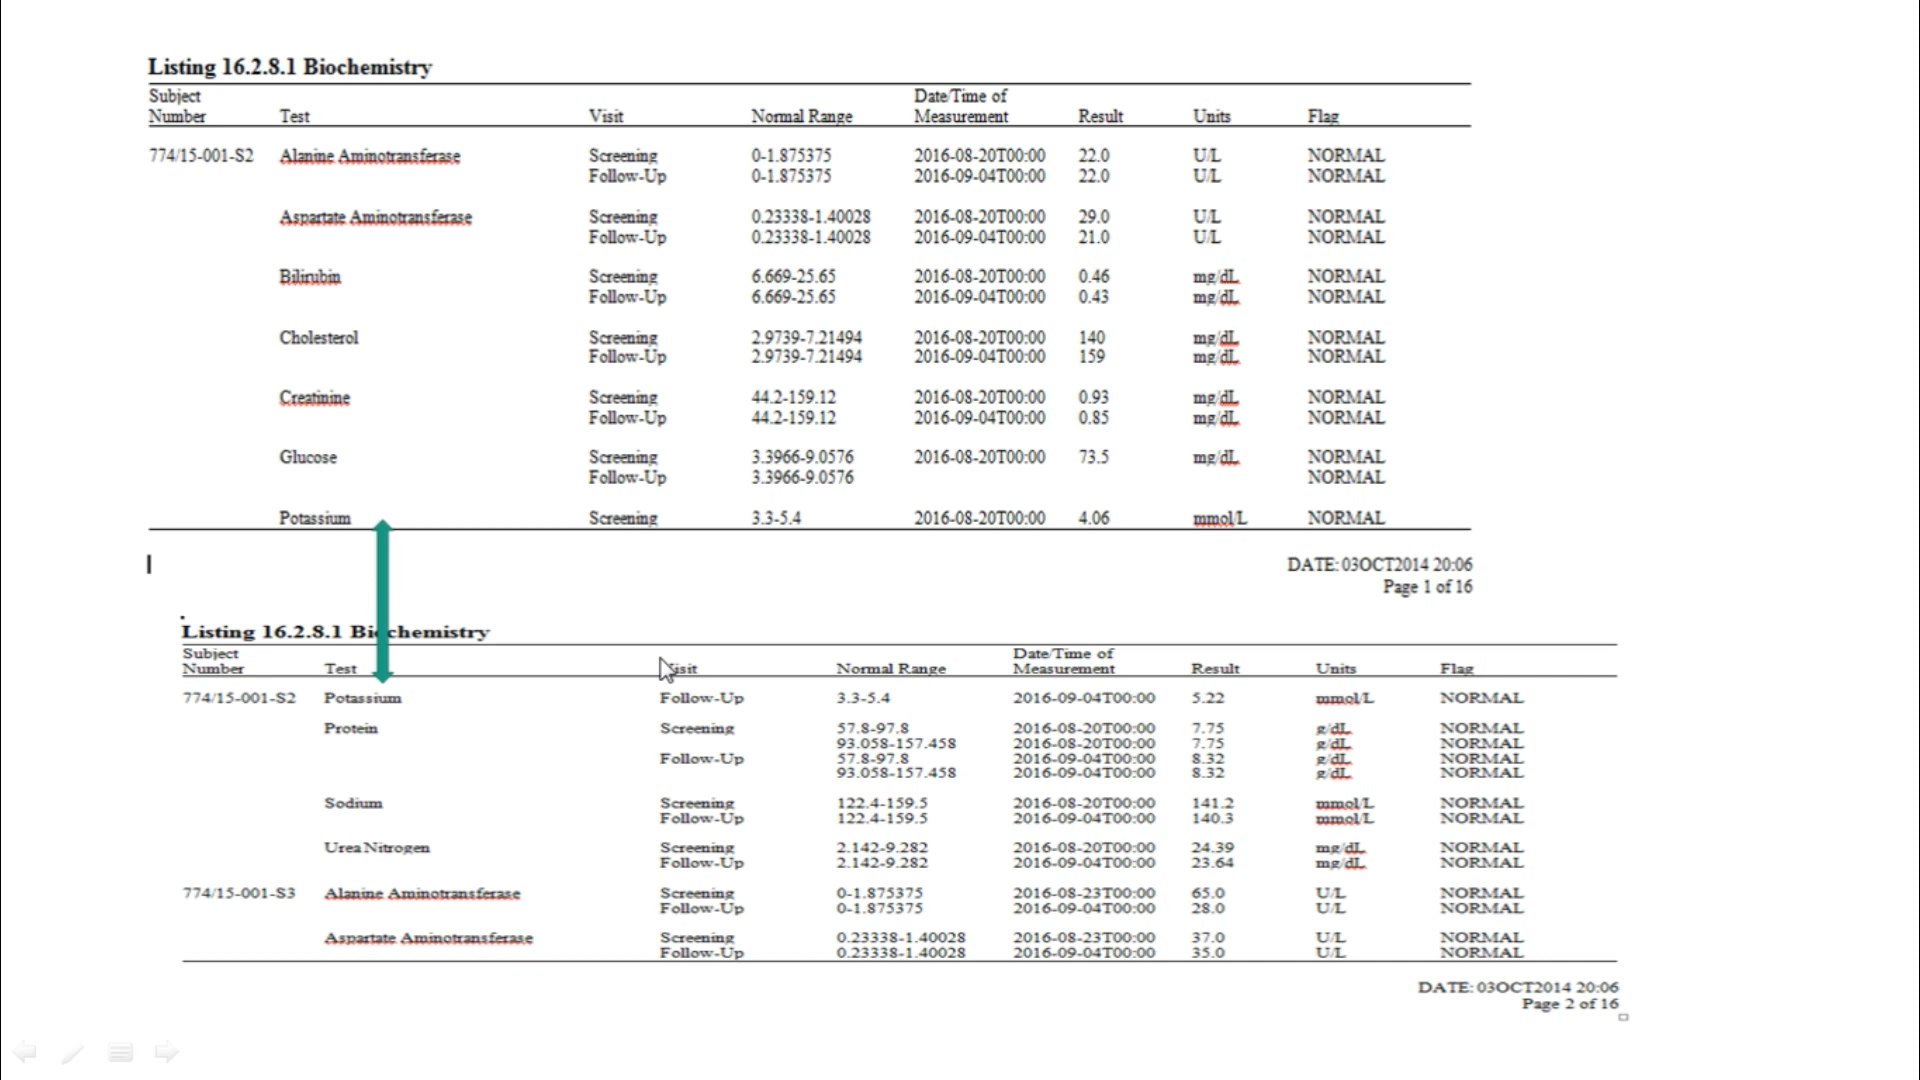 Listing 16.2.8.1 Biochemistry
Subject Number Test Visit Normal Range Date/Time of Measurement Result Units Flag
774/15-001-S2 Alanine Aminotransferase Screening 0-1.875375 2016-08-20T00:00 22.0 U/L NORMAL
Follow-Up 0-1.875375 2016-09-04T00:00 22.0 U/L NORMAL
Aspartate Aminotransferase Screening 0.23338-1.40028 2016-08-20T00:00 29.0 U/L NORMAL
Follow-Up 0.23338-1.40028 2016-09-04T00:00 21.0 U/L NORMAL
Bilirubin Screening 6.669-25.65 2016-08-20T00:00 0.46 mg/dL NORMAL
Follow-Up 6.669-25.65 2016-09-04T00:00 0.43 mg/dL NORMAL
Cholesterol Screening 2.9739-7.21494 2016-08-20T00:00 140 mg/dL NORMAL
Follow-Up 2.9739-7.21494 2016-09-04T00:00 159 mg/dL NORMAL
Creatinine Screening 44.2-159.12 2016-08-20T00:00 0.93 mg/dL NORMAL
Follow-Up 44.2-159.12 2016-09-04T00:00 0.85 mg/dL NORMAL
Glucose Screening 3.3966-9.0576 2016-08-20T00:00 73.5 mg/dL NORMAL
Follow-Up 3.3966-9.0576 NORMAL
Potassium Screening 3.3-5.4 2016-08-20T00:00 4.06 mmol/L NORMAL
DATE: 03OCT2014 20:06
Page 1 of 16
Listing 16.2.8.1 Biochemistry
Subject Number Test Visit Normal Range Date/Time of Measurement Result Units Flag
774/15-001-S2 Potassium Follow-Up 3.3-5.4 2016-09-04T00:00 5.22 mmol/L NORMAL
Protein Screening 57.8-97.8 2016-08-20T00:00 7.75 g/dL NORMAL
93.058-157.458 2016-08-20T00:00 7.75 g/dL NORMAL
Follow-Up 57.8-97.8 2016-09-04T00:00 8.32 g/dL NORMAL
93.058-157.458 2016-09-04T00:00 8.32 g/dL NORMAL
Sodium Screening 122.4-159.5 2016-08-20T00:00 141.2 mmol/L NORMAL
Follow-Up 122.4-159.5 2016-09-04T00:00 140.3 mmol/L NORMAL
Urea Nitrogen Screening 2.142-9.282 2016-08-20T00:00 24.39 mg/dL NORMAL
Follow-Up 2.142-9.282 2016-09-04T00:00 23.64 mg/dL NORMAL
774/15-001-S3 Alanine Aminotransferase Screening 0-1.875375 2016-08-23T00:00 65.0 U/L NORMAL
Follow-Up 0-1.875375 2016-09-04T00:00 28.0 U/L NORMAL
Aspartate Aminotransferase Screening 0.23338-1.40028 2016-08-23T00:00 37.0 U/L NORMAL
Follow-Up 0.23338-1.40028 2016-09-04T00:00 35.0 U/L NORMAL
DATE: 03OCT2014 20:06
Page 2 of 16